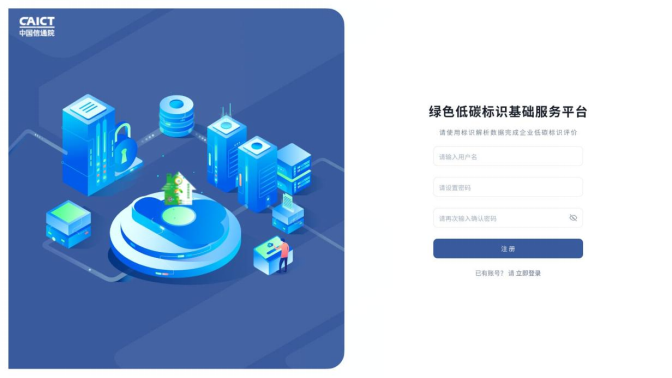 CAICT
中国信通院
绿色低碳标识基础服务平台
请使用标识解析数据完成企业低碳标识评价
请输入用户名
请设置密码
请再次输入确认密码
注册
已有账号？ 请 立即登录